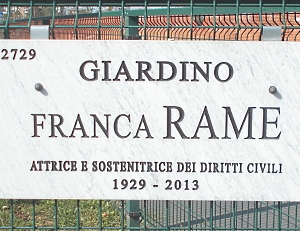 2729
GIARDINO
FRANCA RAME
ATTRICE E SOSTENITRICE DEI DIRITTI CIVILI
1929 - 2013